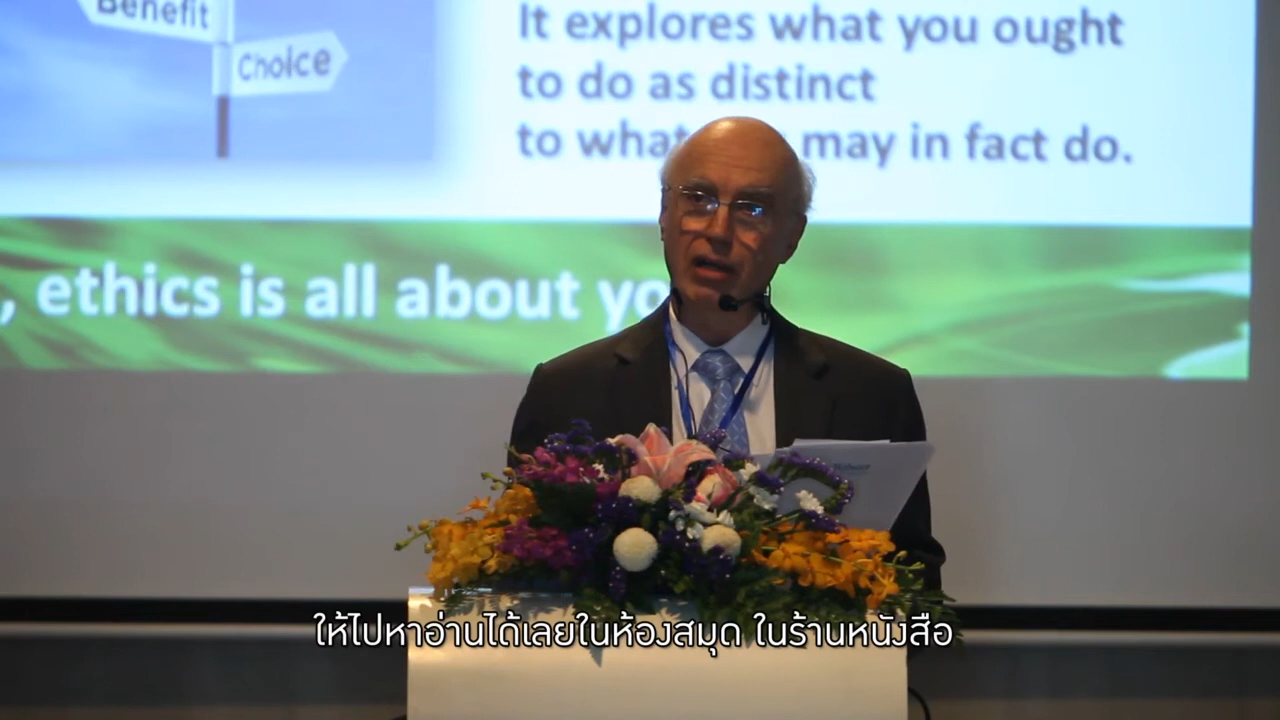 Benefit
Choice
It explores what you ought
to do as distinct
to what may in fact do.
, ethics is all about
ให้ไปหาอ่านได้เลยในห้องสมุด ในร้านหนังสือ